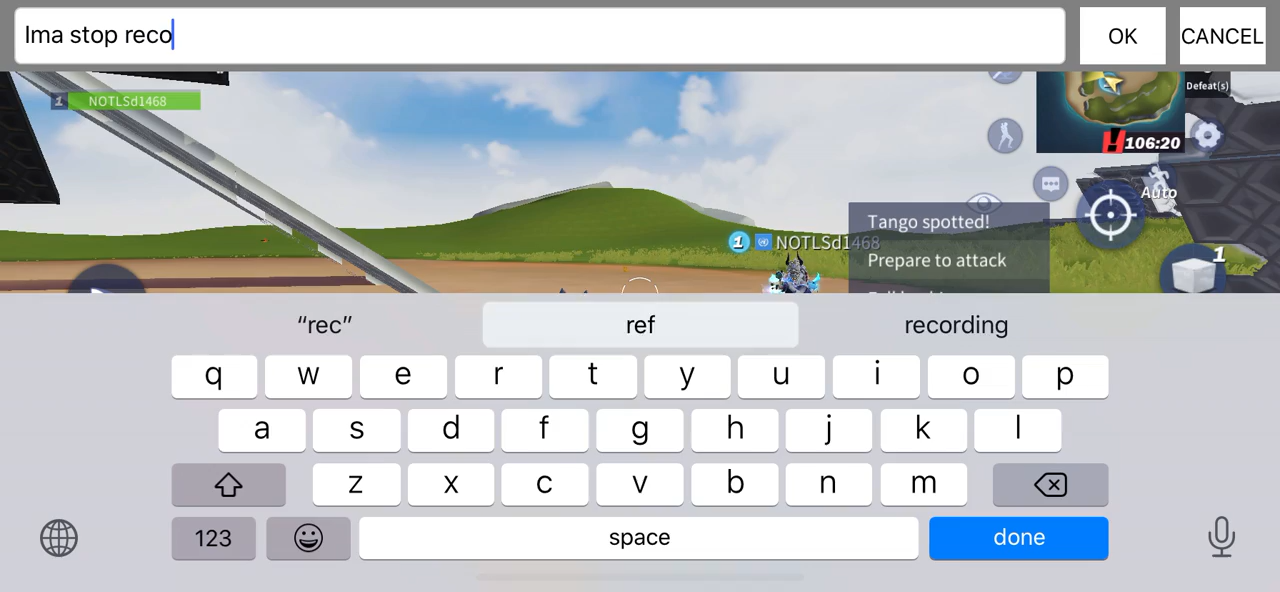 Ima stop reco
OK
CANCEL
1 NOTLSd1468
Defeat(s)
106:20
Auto
Tango spotted!
1 NOTLSd1468
Prepare to attack
1
“rec”
ref
recording
q w e r t y u i o p
a s d f g h j k l
z x c v b n m
123
space
done